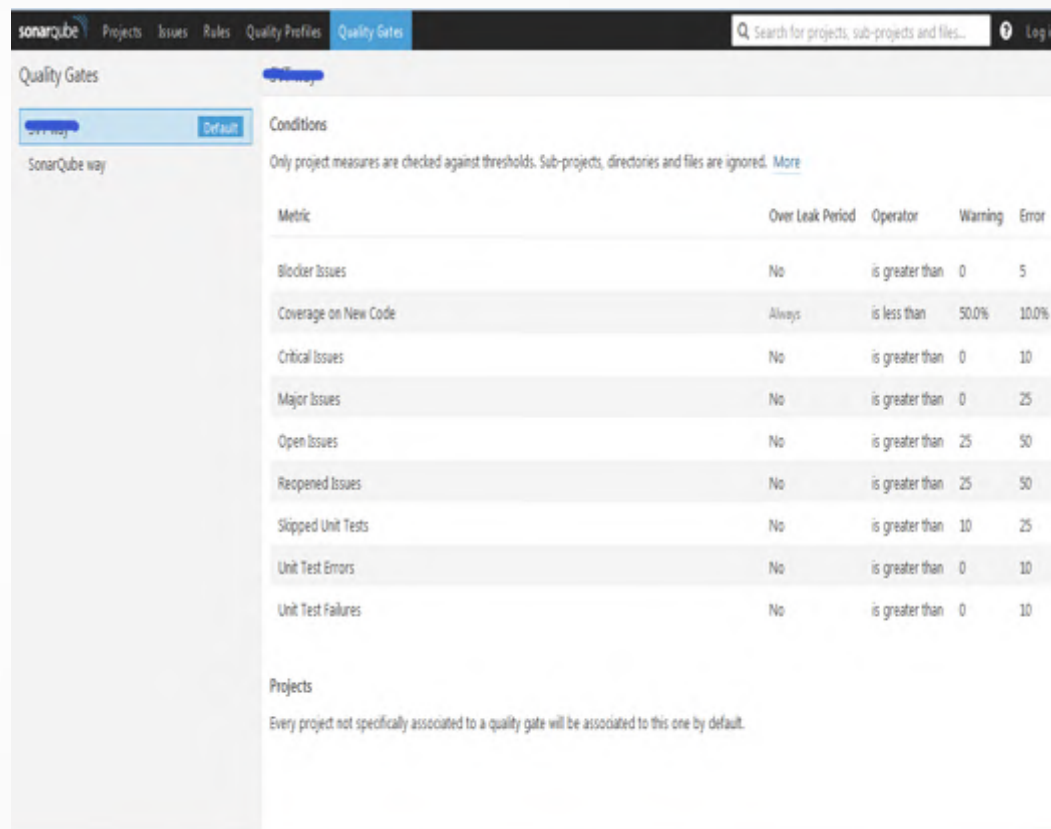 sonarqube Projects Issues Rules Quality Profiles Quality Gates Search for projects, sub-projects and files... ? Log i
Quality Gates
Default
SonarQube way
Conditions
Only project measures are checked against thresholds. Sub-projects, directories and files are ignored. More
Metric Over Leak Period Operator Warning Error
Blocker Issues No is greater than 0 5
Coverage on New Code Always is less than 50.0% 10.0%
Critical Issues No is greater than 0 10
Major Issues No is greater than 0 25
Open Issues No is greater than 25 50
Reopened Issues No is greater than 25 50
Skipped Unit Tests No is greater than 10 25
Unit Test Errors No is greater than 0 10
Unit Test Failures No is greater than 0 10
Projects
Every project not specifically associated to a quality gate will be associated to this one by default.